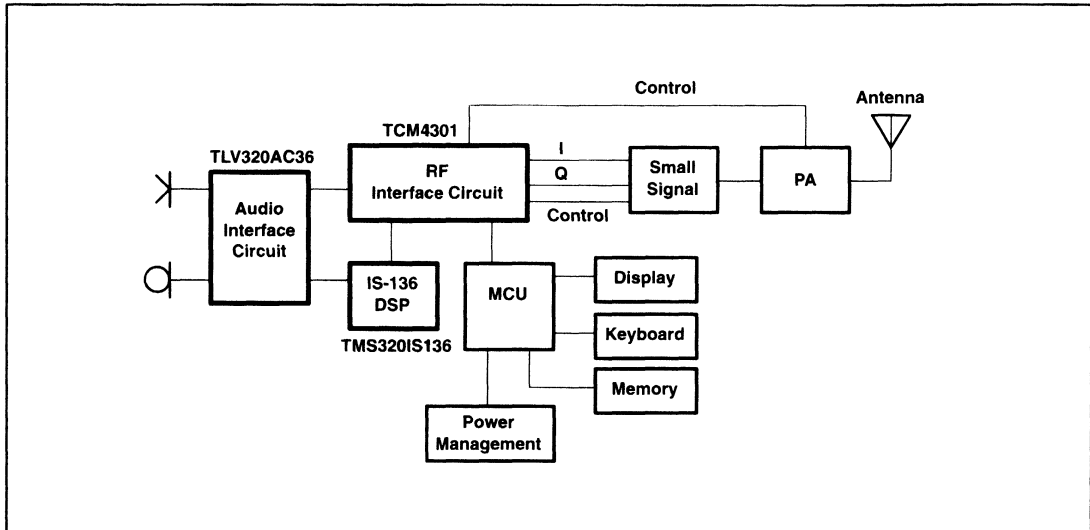 Control
Antenna
TCM4301
TLV320AC36
RF
Interface Circuit
I
Q
Control
Small
Signal
PA
Audio
Interface
Circuit
IS-136
DSP
TMS320IS136
MCU
Display
Keyboard
Memory
Power
Management